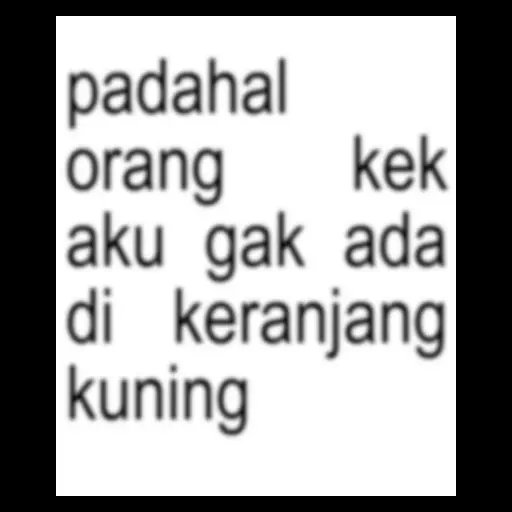 padahal
orang kek
aku gak ada
di keranjang
kuning